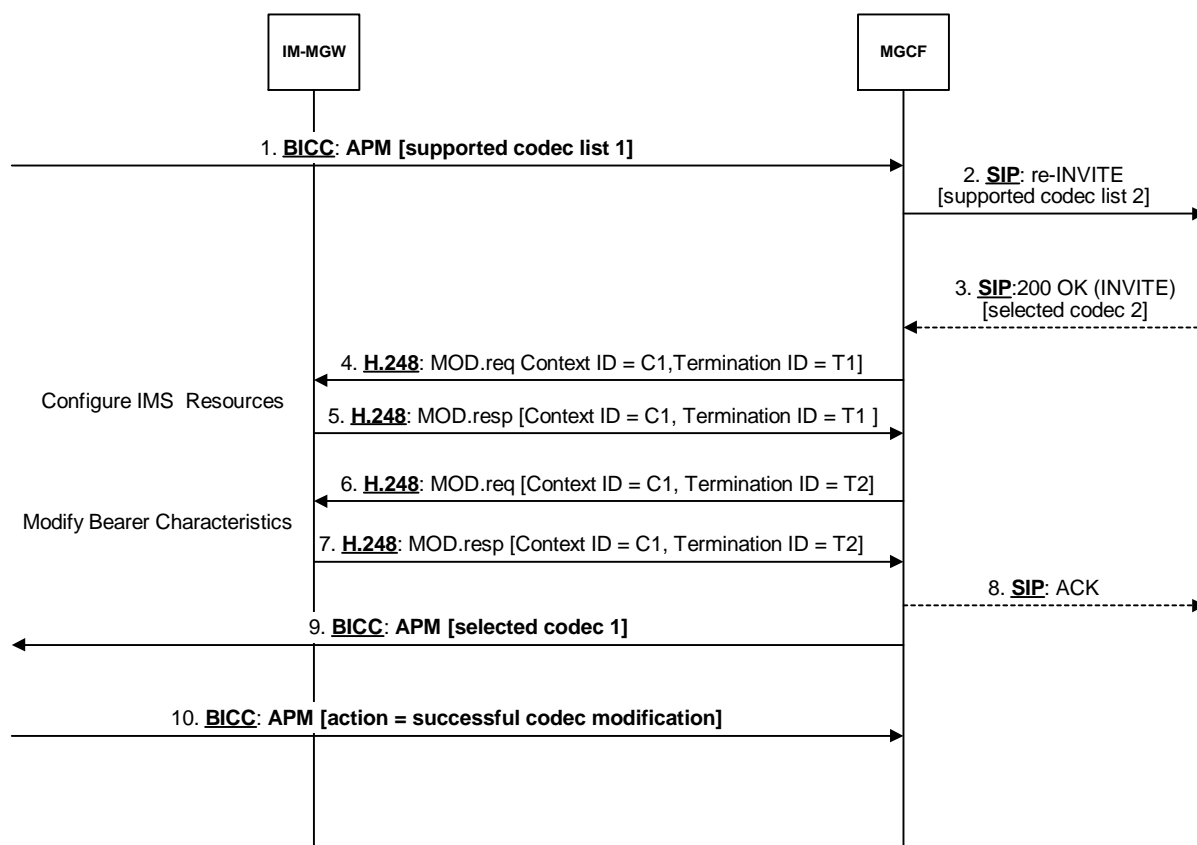 IM-MGW
MGCF
1. BICC: APM [supported codec list 1]
2. SIP: re-INVITE
[supported codec list 2]
3. SIP:200 OK (INVITE)
[selected codec 2]
4. H.248: MOD.req Context ID = C1,Termination ID = T1]
Configure IMS Resources
5. H.248: MOD.resp [Context ID = C1, Termination ID = T1 ]
6. H.248: MOD.req [Context ID = C1, Termination ID = T2]
Modify Bearer Characteristics
7. H.248: MOD.resp [Context ID = C1, Termination ID = T2]
8. SIP: ACK
9. BICC: APM [selected codec 1]
10. BICC: APM [action = successful codec modification]